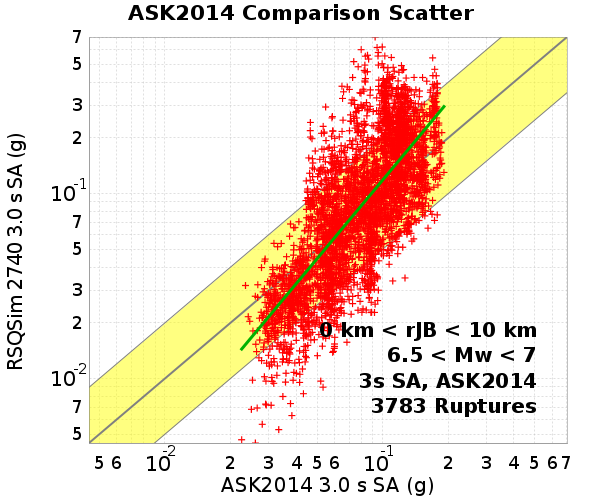 ASK2014 Comparison Scatter
RSQSim 2740 3.0 s SA (g)
7
5
3
2
10-1
7
5
3
2
10-2
7
5
0 km < rJB < 10 km
6.5 < Mw < 7
3s SA, ASK2014
3783 Ruptures
5 6 10-2 2 3 4 5 6 10-1 2 3 4 5 6 7
ASK2014 3.0 s SA (g)